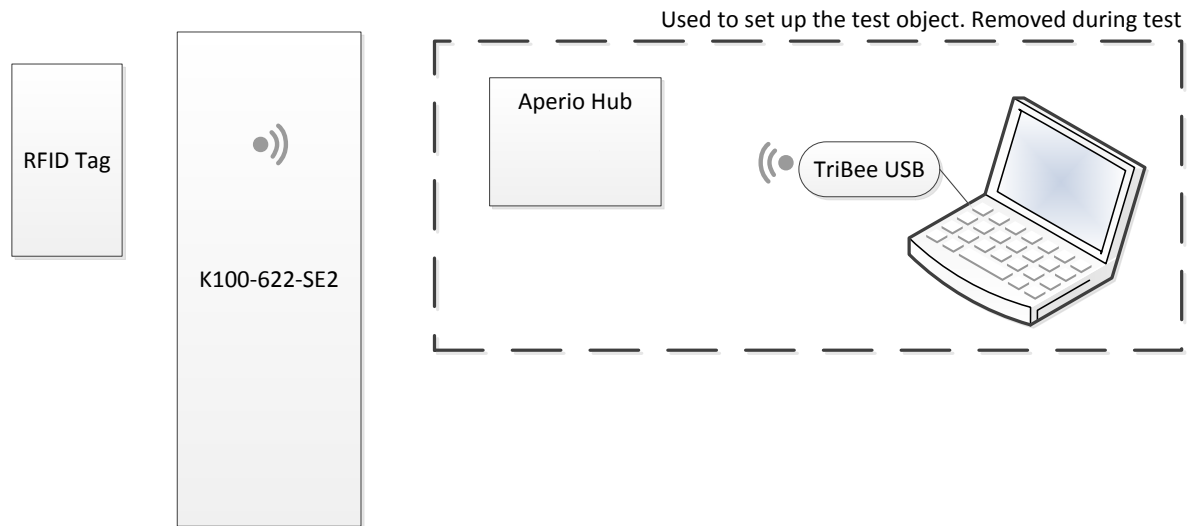 Used to set up the test object. Removed during test
Aperio Hub
RFID Tag
TriBee USB
K100-622-SE2